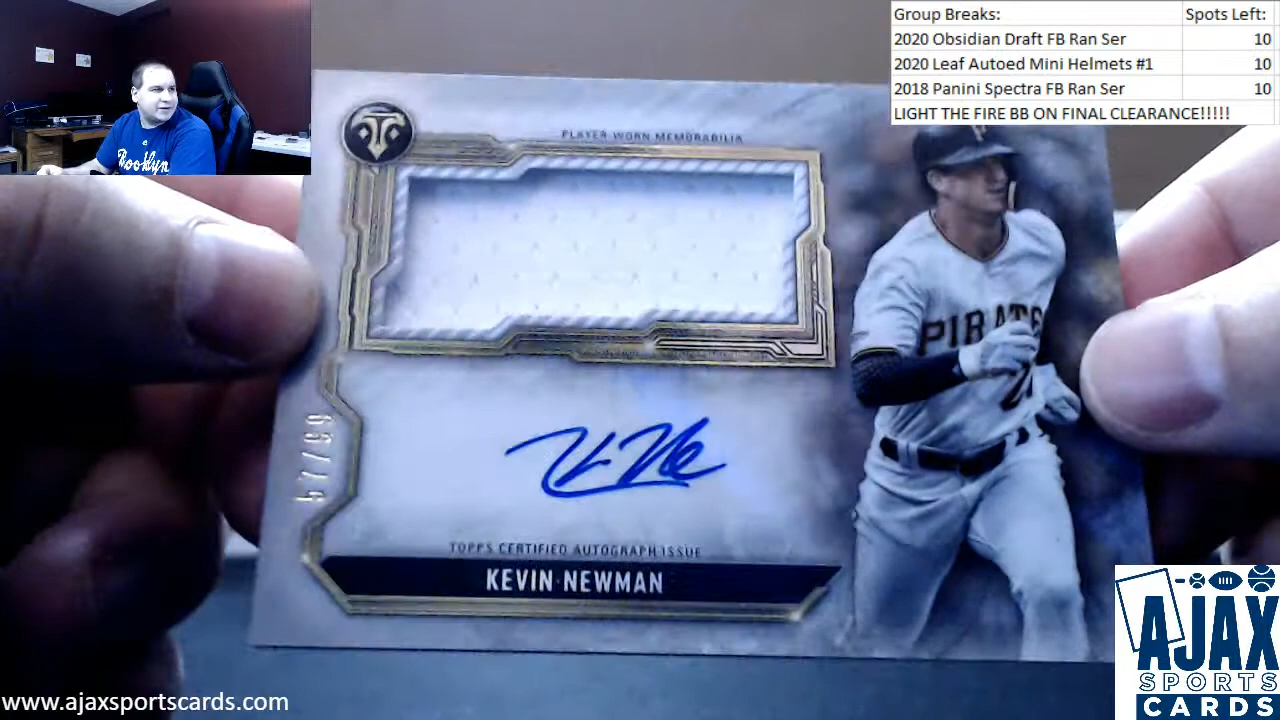 Group Breaks: Spots Left:
2020 Obsidian Draft FB Ran Ser 10
2020 Leaf Autoed Mini Helmets #1 10
2018 Panini Spectra FB Ran Ser 10
LIGHT THE FIRE BB ON FINAL CLEARANCE!!!!!
Brooklyn
PLAYER-WORN MEMORABILIA
PIRATES
TOPPS CERTIFIED AUTOGRAPH ISSUE
KEVIN NEWMAN
www.ajaxsportscards.com
AJAX
SPORTS
CARDS